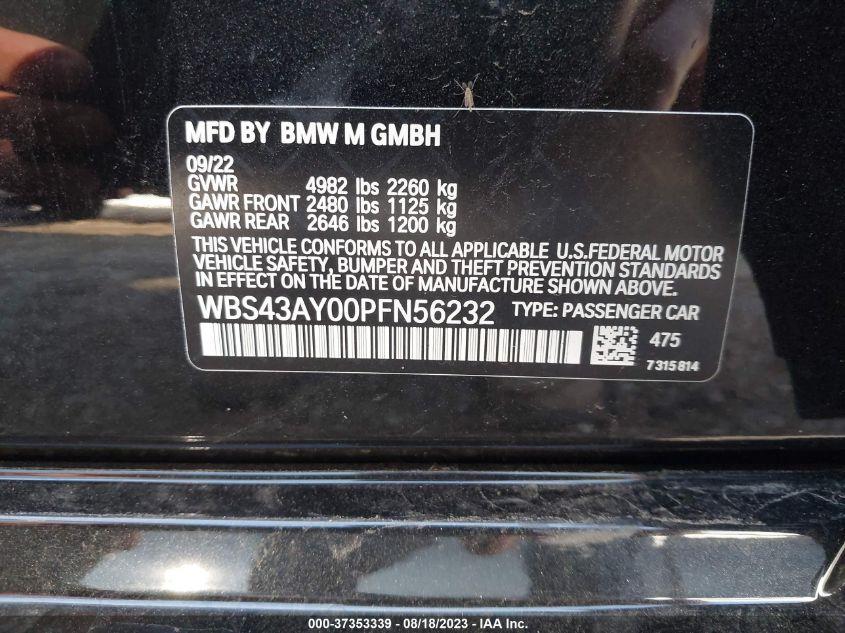 MFD BY BMW M GMBH
09/22
GVWR 4982 lbs 2260 kg
GAWR FRONT 2480 lbs 1125 kg
GAWR REAR 2646 lbs 1200 kg
THIS VEHICLE CONFORMS TO ALL APPLICABLE U.S.FEDERAL MOTOR
VEHICLE SAFETY, BUMPER AND THEFT PREVENTION STANDARDS
IN EFFECT ON THE DATE OF MANUFACTURE SHOWN ABOVE.
WBS43AY00PFN56232 TYPE: PASSENGER CAR
475
7315814
000-37353339 - 08/18/2023 - © IAA Inc.